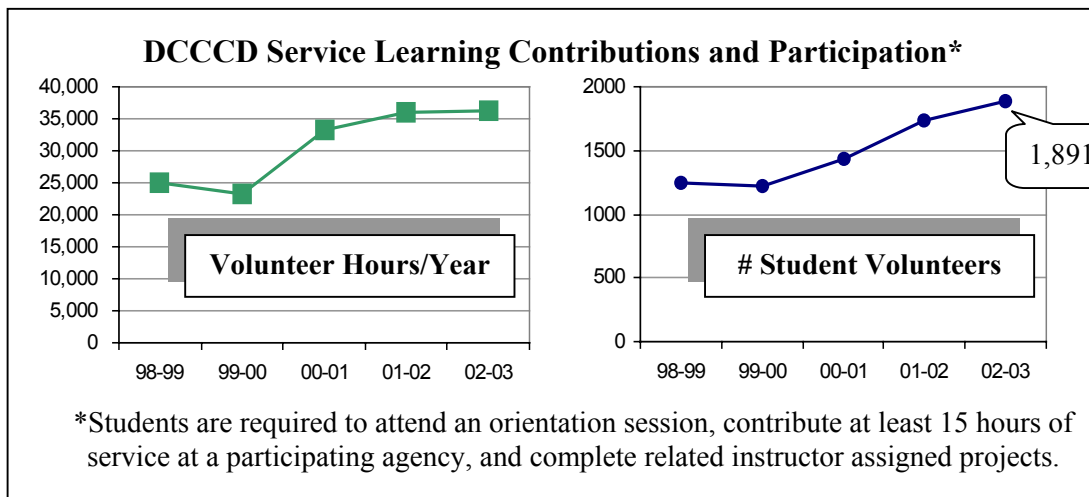 DCCCD Service Learning Contributions and Participation*
40,000
35,000
30,000
25,000
20,000
15,000
10,000
5,000
0
98-99 99-00 00-01 01-02 02-03
Volunteer Hours/Year
2000
1500
1000
500
0
98-99 99-00 00-01 01-02 02-03
1,891
# Student Volunteers
*Students are required to attend an orientation session, contribute at least 15 hours of
service at a participating agency, and complete related instructor assigned projects.